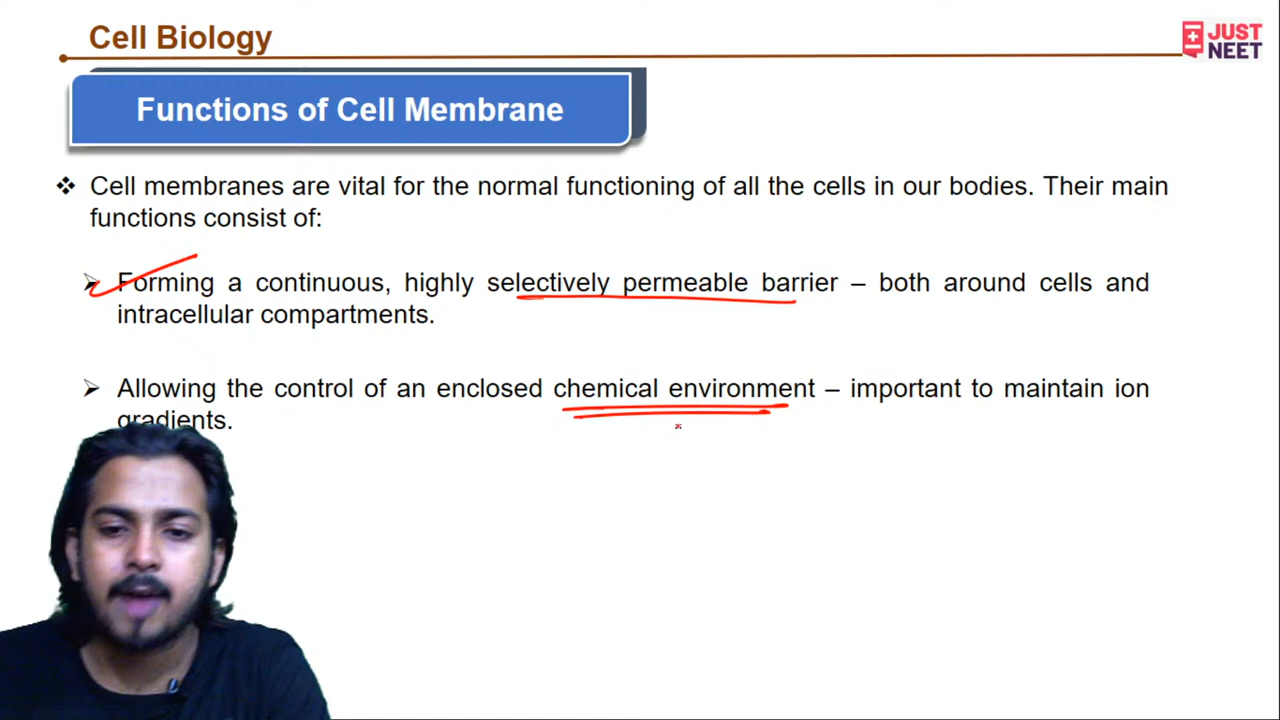 Cell Biology
JUST
NEET
Functions of Cell Membrane
Cell membranes are vital for the normal functioning of all the cells in our bodies. Their main
functions consist of:
Forming a continuous, highly selectively permeable barrier – both around cells and
intracellular compartments.
Allowing the control of an enclosed chemical environment – important to maintain ion
gradients.